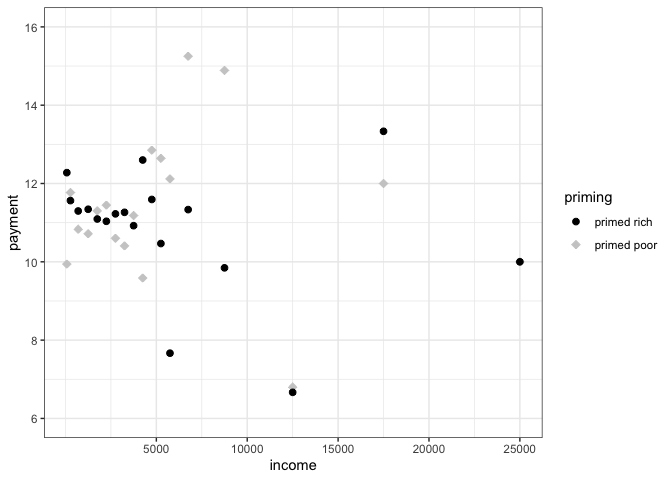 16
14
12
10
8
6
payment
5000
10000
15000
20000
25000
income
priming
primed rich
primed poor